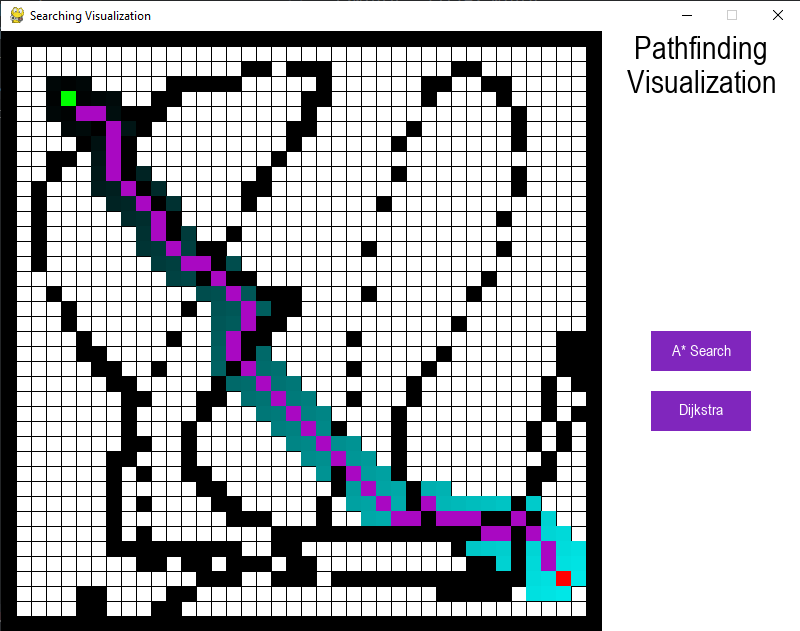 Searching Visualization
Pathfinding
Visualization
A* Search
Dijkstra